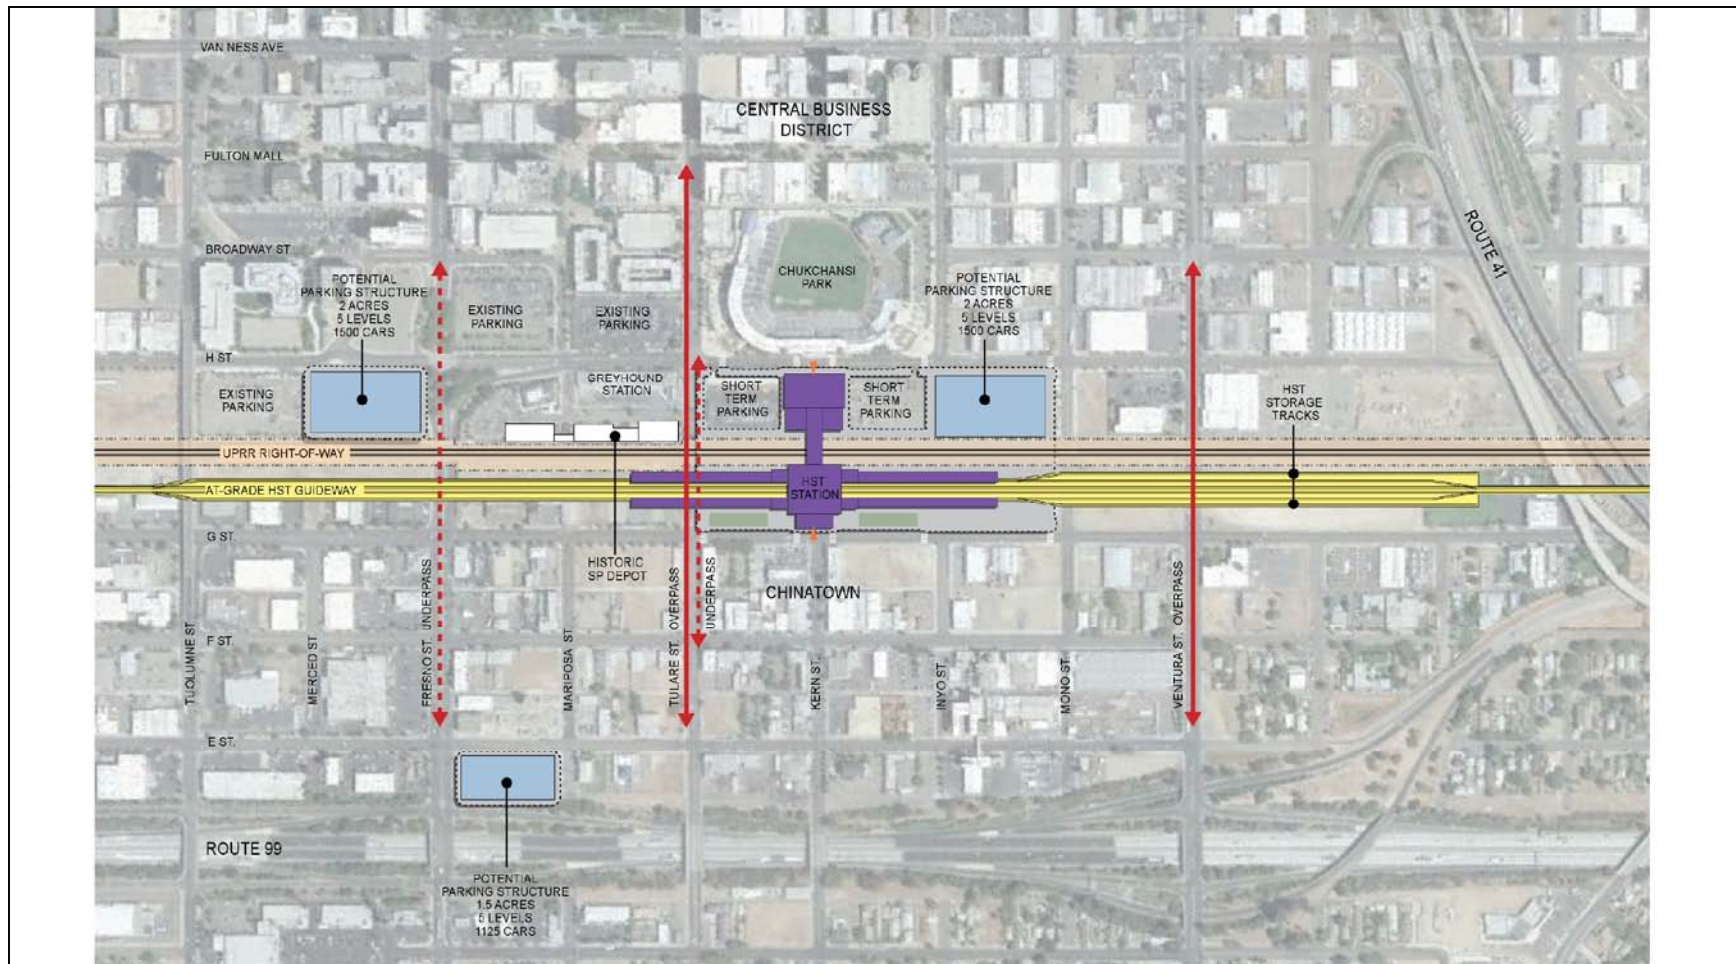 VAN NESS AVE
CENTRAL BUSINESS
DISTRICT
FULTON MALL
BROADWAY ST
POTENTIAL
PARKING STRUCTURE
2 ACRES
5 LEVELS
1500 CARS
EXISTING
PARKING
EXISTING
PARKING
CHUKCHANSI
PARK
POTENTIAL
PARKING STRUCTURE
2 ACRES
5 LEVELS
1500 CARS
ROUTE 41
H ST.
EXISTING
PARKING
GREYHOUND
STATION
SHORT
TERM
PARKING
SHORT
TERM
PARKING
HST
STORAGE
TRACKS
UPRR RIGHT-OF-WAY
AT-GRADE HST GUIDEWAY
HST
STATION
G ST.
HISTORIC
SP DEPOT
CHINATOWN
F ST.
TUOLUMNE ST
MERCED ST
FRESNO ST. UNDERPASS
MARIPOSA ST
TULARE ST. OVERPASS
UNDERPASS
KERN ST.
INYO ST.
MONO ST.
VENTURA ST. OVERPASS
E ST.
ROUTE 99
POTENTIAL
PARKING STRUCTURE
1.5 ACRES
5 LEVELS
1125 CARS